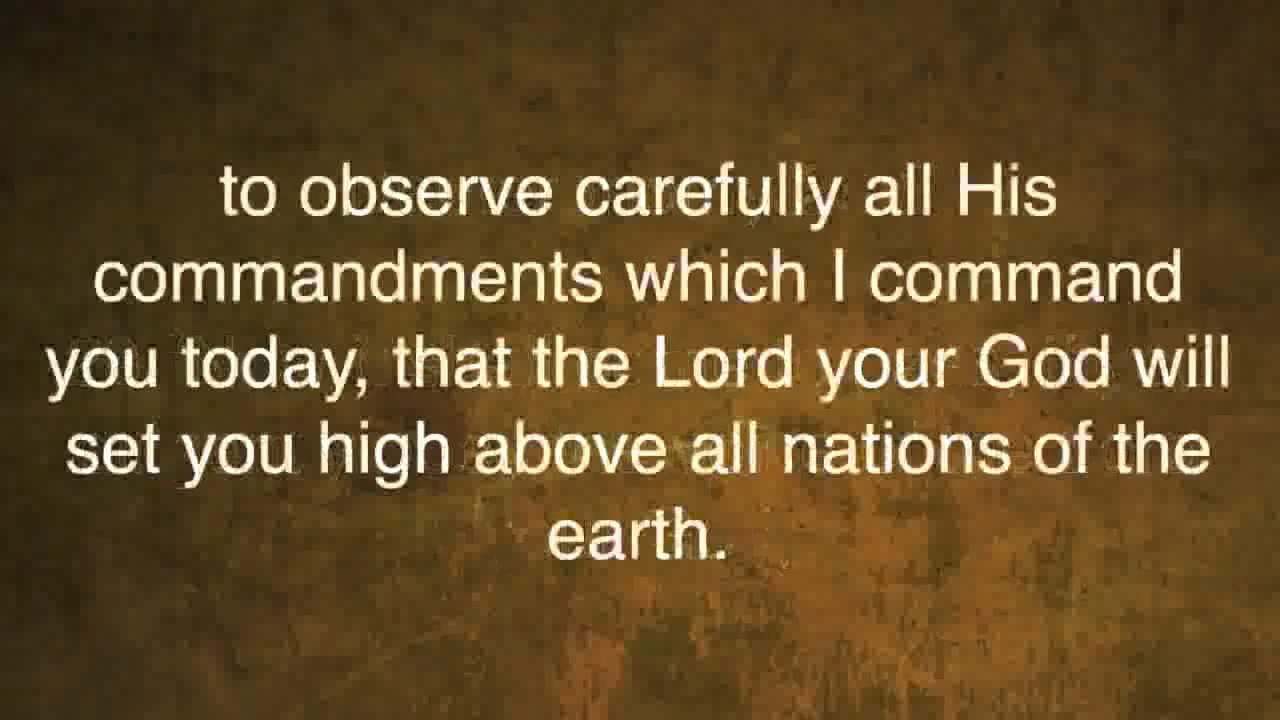 to observe carefully all His
commandments which I command
you today, that the Lord your God will
set you high above all nations of the
earth.